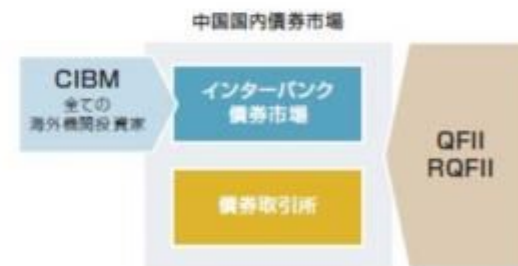 中国国内債券市場
CIBM
全ての
海外機関投資家
インターバンク
債券市場
債券取引所
QFII
RQFII